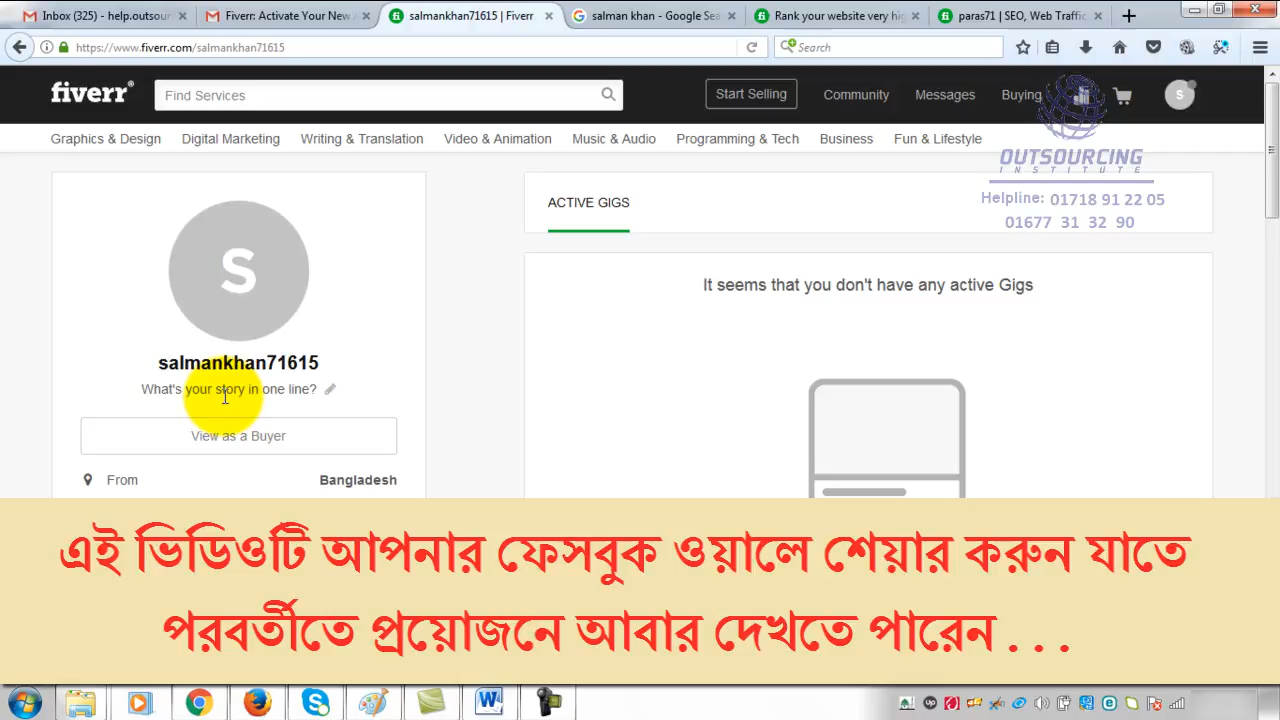 Inbox (325) - help.outsour
Fiverr: Activate Your New A
salmankhan71615 | Fiverr
salman khan - Google Sea
Rank your website very hig
paras71 | SEO, Web Traffic
https://www.fiverr.com/salmankhan71615
Search
fiverr
Find Services
Start Selling
Community
Messages
Buying
S
Graphics & Design
Digital Marketing
Writing & Translation
Video & Animation
Music & Audio
Programming & Tech
Business
Fun & Lifestyle
OUTSOURCING
INSTITUTE
Helpline: 01718 91 22 05
01677 31 32 90
S
salmankhan71615
What's your story in one line?
View as a Buyer
From Bangladesh
ACTIVE GIGS
It seems that you don't have any active Gigs
এই ভিডিওটি আপনার ফেসবুক ওয়ালে শেয়ার করুন যাতে
পরবর্তীতে প্রয়োজনে আবার দেখতে পারেন . . .